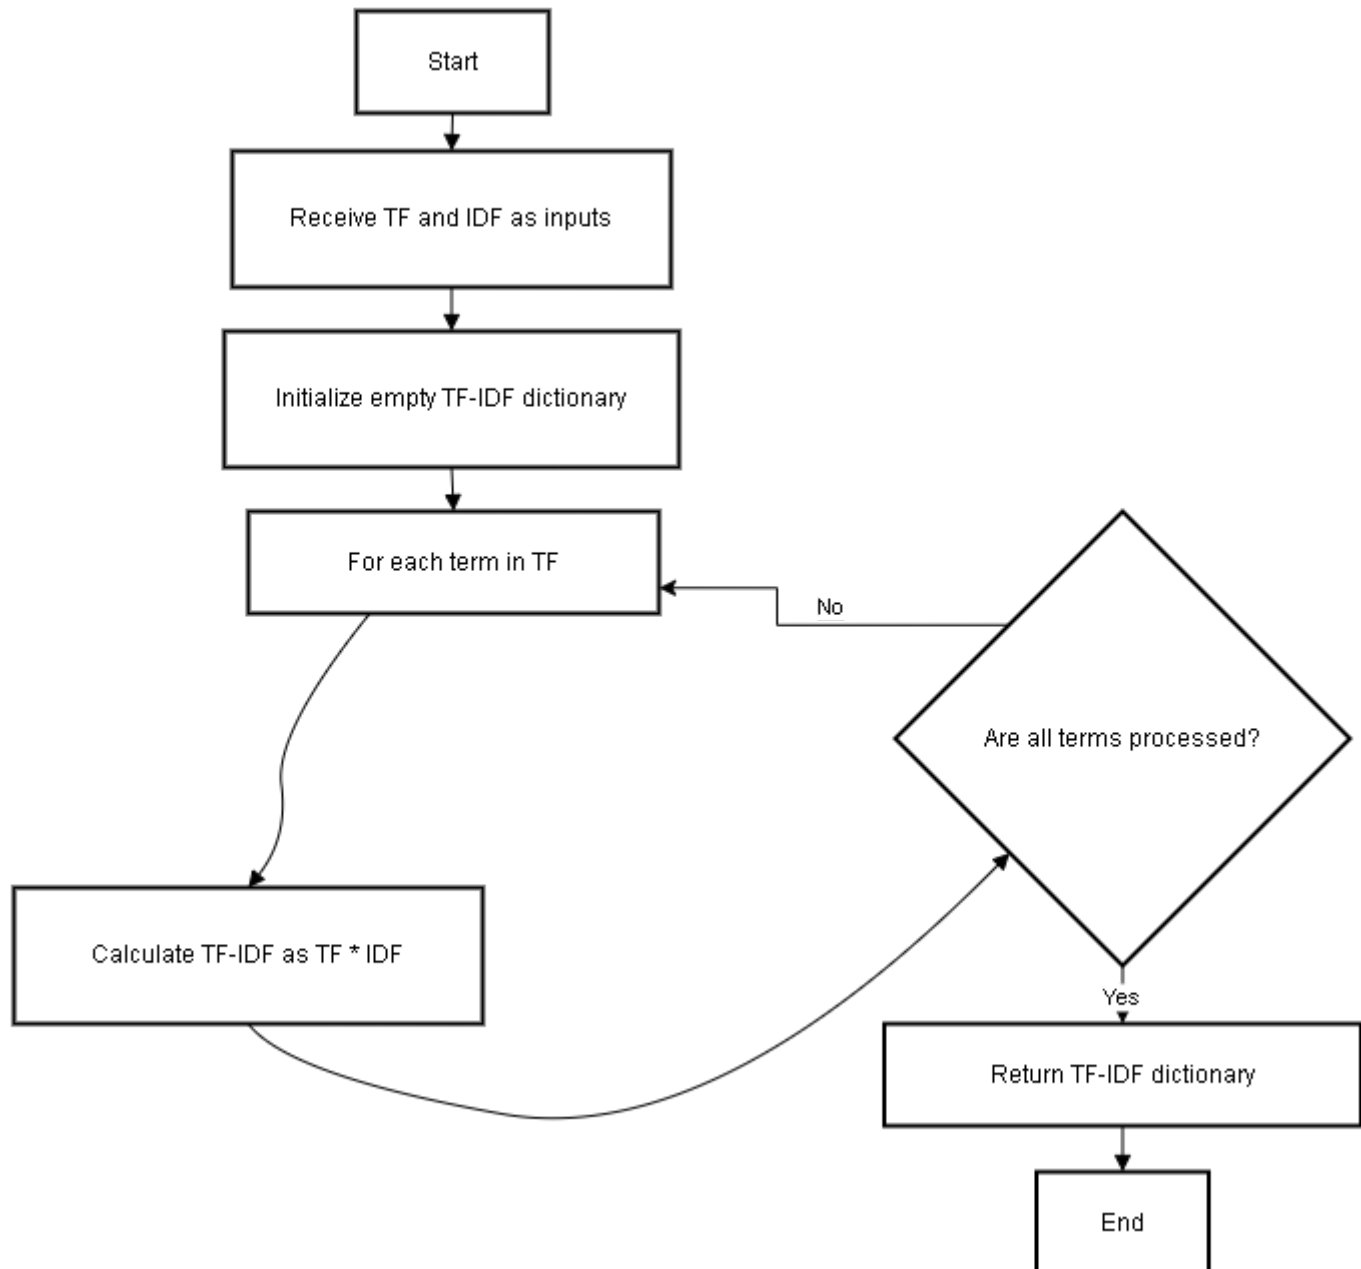 Start
Receive TF and IDF as inputs
Initialize empty TF-IDF dictionary
For each term in TF
No
Are all terms processed?
Calculate TF-IDF as TF * IDF
Yes
Return TF-IDF dictionary
End